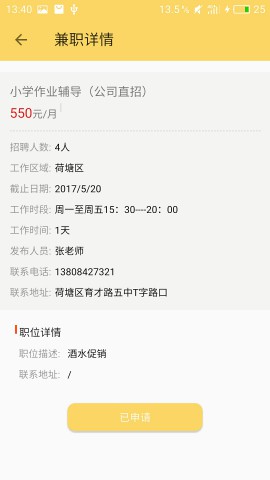 13:40 13.5% 4G 25
兼职详情
小学作业辅导（公司直招）
550元/月
招聘人数: 4人
工作区域: 荷塘区
截止日期: 2017/5/20
工作时段: 周一至周五15：30----20：00
工作时间: 1天
发布人员: 张老师
联系电话: 13808427321
联系地址: 荷塘区育才路五中T字路口
职位详情
职位描述: 酒水促销
联系地址: /
已申请